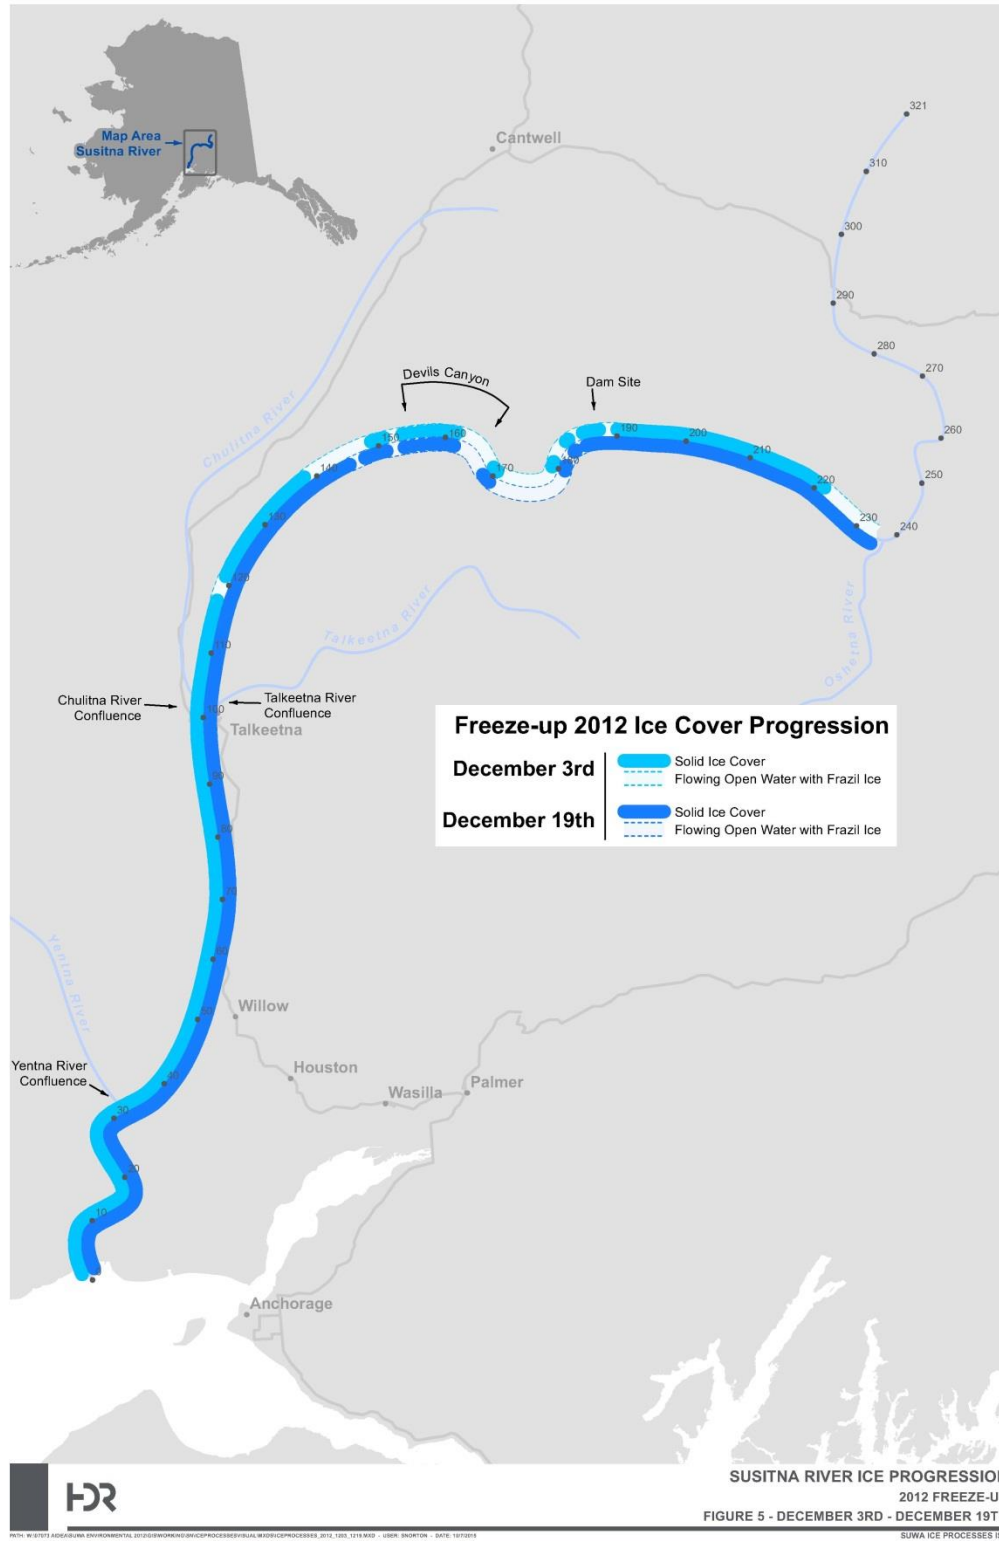 Map Area
Susitna River
Cantwell
321
310
300
290
280
270
260
250
240
230
220
210
200
190
Dam Site
Devils Canyon
Chulitna River
150
160
170
180
140
130
120
110
100
Talkeetna River
Oshetna River
Chulitna River
Confluence
Talkeetna River
Confluence
Talkeetna
Freeze-up 2012 Ice Cover Progression
December 3rd
Solid Ice Cover
Flowing Open Water with Frazil Ice
December 19th
Solid Ice Cover
Flowing Open Water with Frazil Ice
90
80
70
60
50
40
30
20
10
0
Yentna River
Willow
Houston
Wasilla
Palmer
Yentna River
Confluence
Anchorage
HDR
SUSITNA RIVER ICE PROGRESSION
2012 FREEZE-U
FIGURE 5 - DECEMBER 3RD - DECEMBER 19T
SUWA ICE PROCESSES